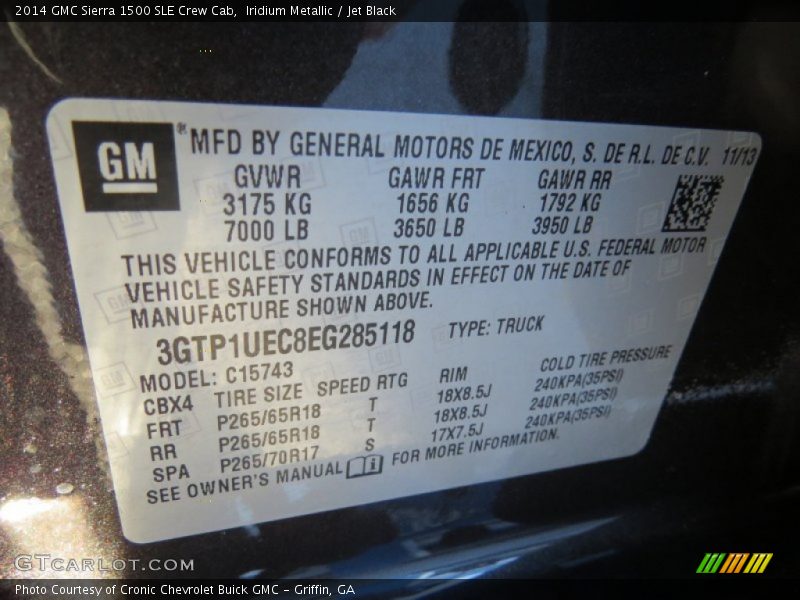 2014 GMC Sierra 1500 SLE Crew Cab, Iridium Metallic / Jet Black
GM ® MFD BY GENERAL MOTORS DE MEXICO, S. DE R.L. DE C.V. 11/13
GVWR GAWR FRT GAWR RR
3175 KG 1656 KG 1792 KG
7000 LB 3650 LB 3950 LB
THIS VEHICLE CONFORMS TO ALL APPLICABLE U.S. FEDERAL MOTOR
VEHICLE SAFETY STANDARDS IN EFFECT ON THE DATE OF
MANUFACTURE SHOWN ABOVE.
3GTP1UEC8EG285118 TYPE: TRUCK
MODEL: C15743
CBX4 TIRE SIZE SPEED RTG RIM COLD TIRE PRESSURE
FRT P265/65R18 T 18X8.5J 240KPA(35PSI)
RR P265/65R18 T 18X8.5J 240KPA(35PSI)
SPA P265/70R17 S 17X7.5J 240KPA(35PSI)
SEE OWNER'S MANUAL FOR MORE INFORMATION.
GTcarlot.com
Photo Courtesy of Cronic Chevrolet Buick GMC - Griffin, GA